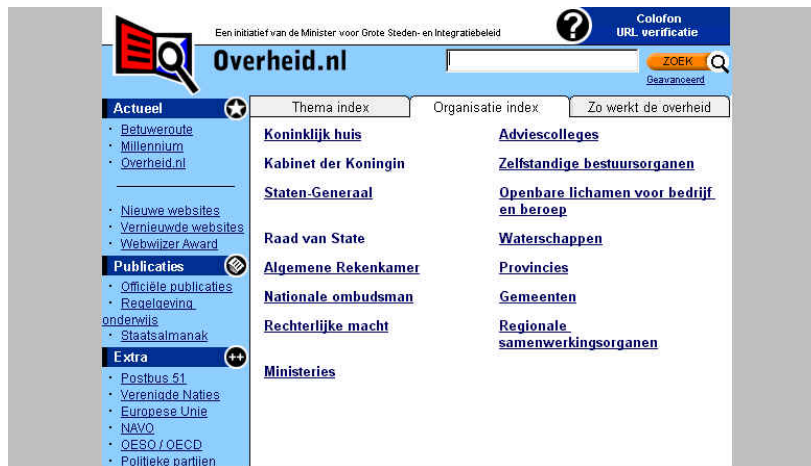 Een initiatief van de Minister voor Grote Steden- en Integratiebeleid
?
Colofon
URL verificatie
Overheid.nl
ZOEK
Geavanceerd
Actueel
· Betuweroute
· Millennium
· Overheid.nl
· Nieuwe websites
· Vernieuwde websites
· Webwijzer Award
Publicaties
· Officiële publicaties
· Regelgeving
onderwijs
· Staatsalmanak
Extra
++
· Postbus 51
· Verenigde Naties
· Europese Unie
· NAVO
· OESO / OECD
· Politieke partijen
Thema index
Organisatie index
Zo werkt de overheid
Koninklijk huis
Kabinet der Koningin
Staten-Generaal
Raad van State
Algemene Rekenkamer
Nationale ombudsman
Rechterlijke macht
Ministeries
Adviescolleges
Zelfstandige bestuursorganen
Openbare lichamen voor bedrijf
en beroep
Waterschappen
Provincies
Gemeenten
Regionale
samenwerkingsorganen